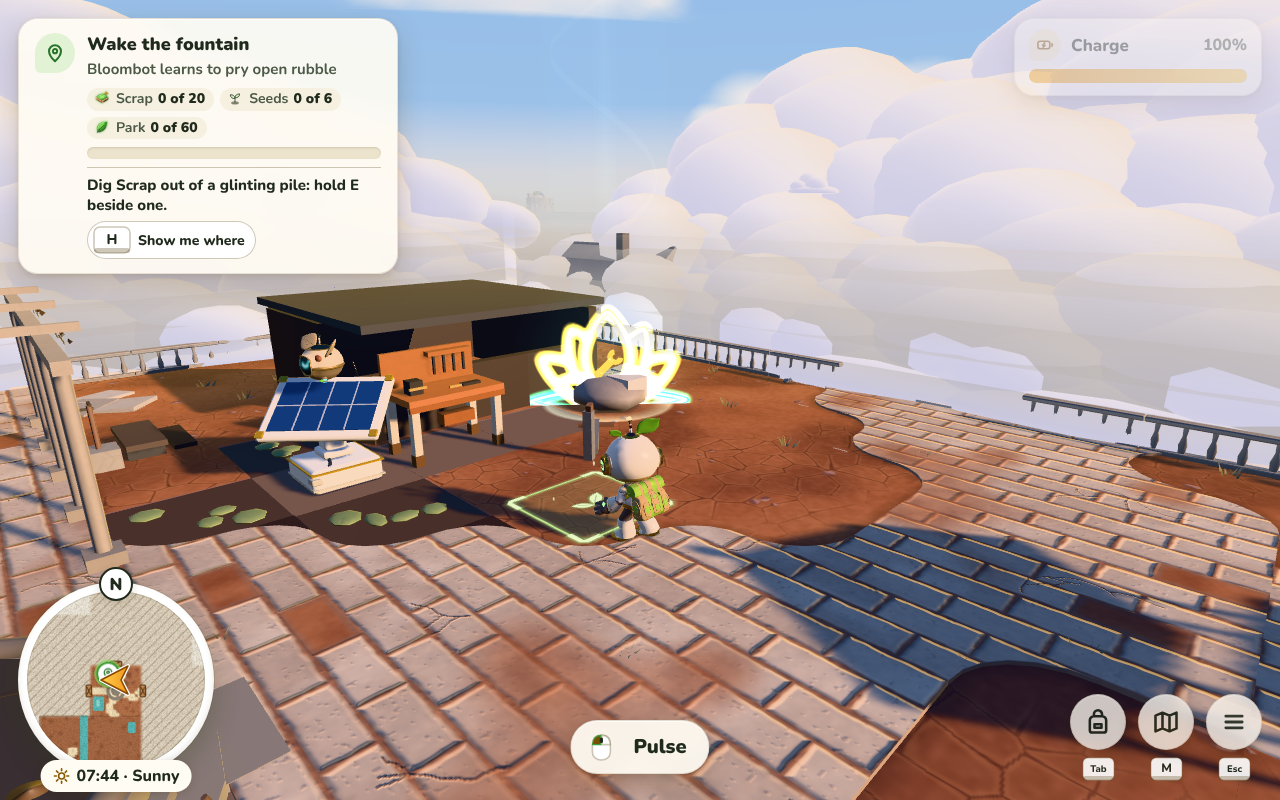 Wake the fountain
Bloombot learns to pry open rubble
Scrap 0 of 20 Seeds 0 of 6
Park 0 of 60
Dig Scrap out of a glinting pile: hold E
beside one.
H Show me where
Charge 100%
N
07:44 · Sunny
Pulse
Tab M Esc